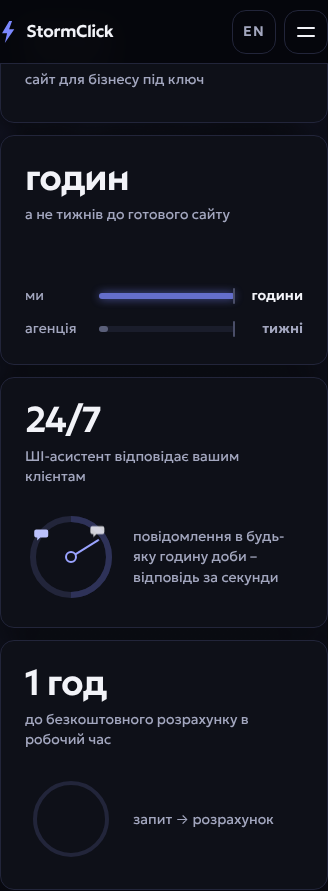 StormClick
EN
сайт для бізнесу під ключ
годин
а не тижнів до готового сайту
ми
години
агенція
тижні
24/7
ШІ-асистент відповідає вашим
клієнтам
повідомлення в будь-
яку годину доби –
відповідь за секунди
1 год
до безкоштовного розрахунку в
робочий час
запит → розрахунок